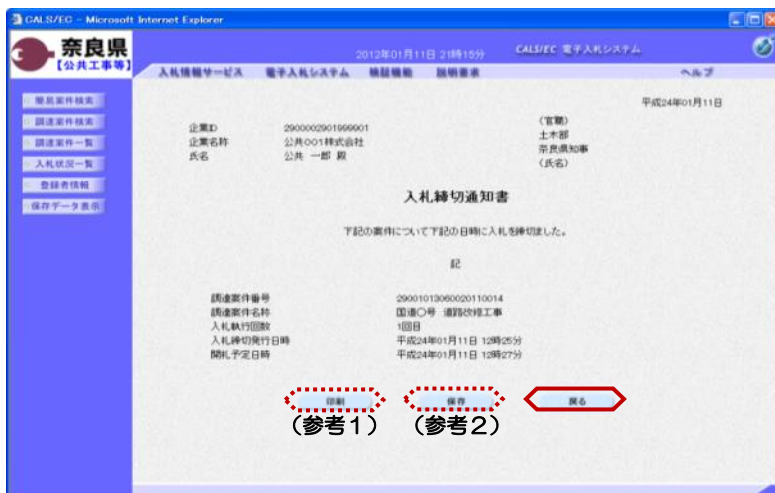 CALS/EC - Microsoft Internet Explorer
奈良県
【公共工事等】
2012年01月11日 21時15分
CALS/EC 電子入札システム
入札情報サービス 電子入札システム 検証機能 説明要求 ヘルプ
簡易案件検索
調達案件検索
調達案件一覧
入札状況一覧
登録者情報
保存データ表示
平成24年01月11日
企業ID 2900002901999001
企業名称 公共001株式会社
氏名 公共 一郎 殿
(官職)
土木部
奈良県知事
(氏名)
入札締切通知書
下記の案件について下記の日時に入札を締切ました。
記
調達案件番号 29001013060020110014
調達案件名称 国道○号 道路改修工事
入札執行回数 1回目
入札締切発行日時 平成24年01月11日 12時25分
開札予定日時 平成24年01月11日 12時27分
印刷 保存 戻る
(参考1) (参考2)